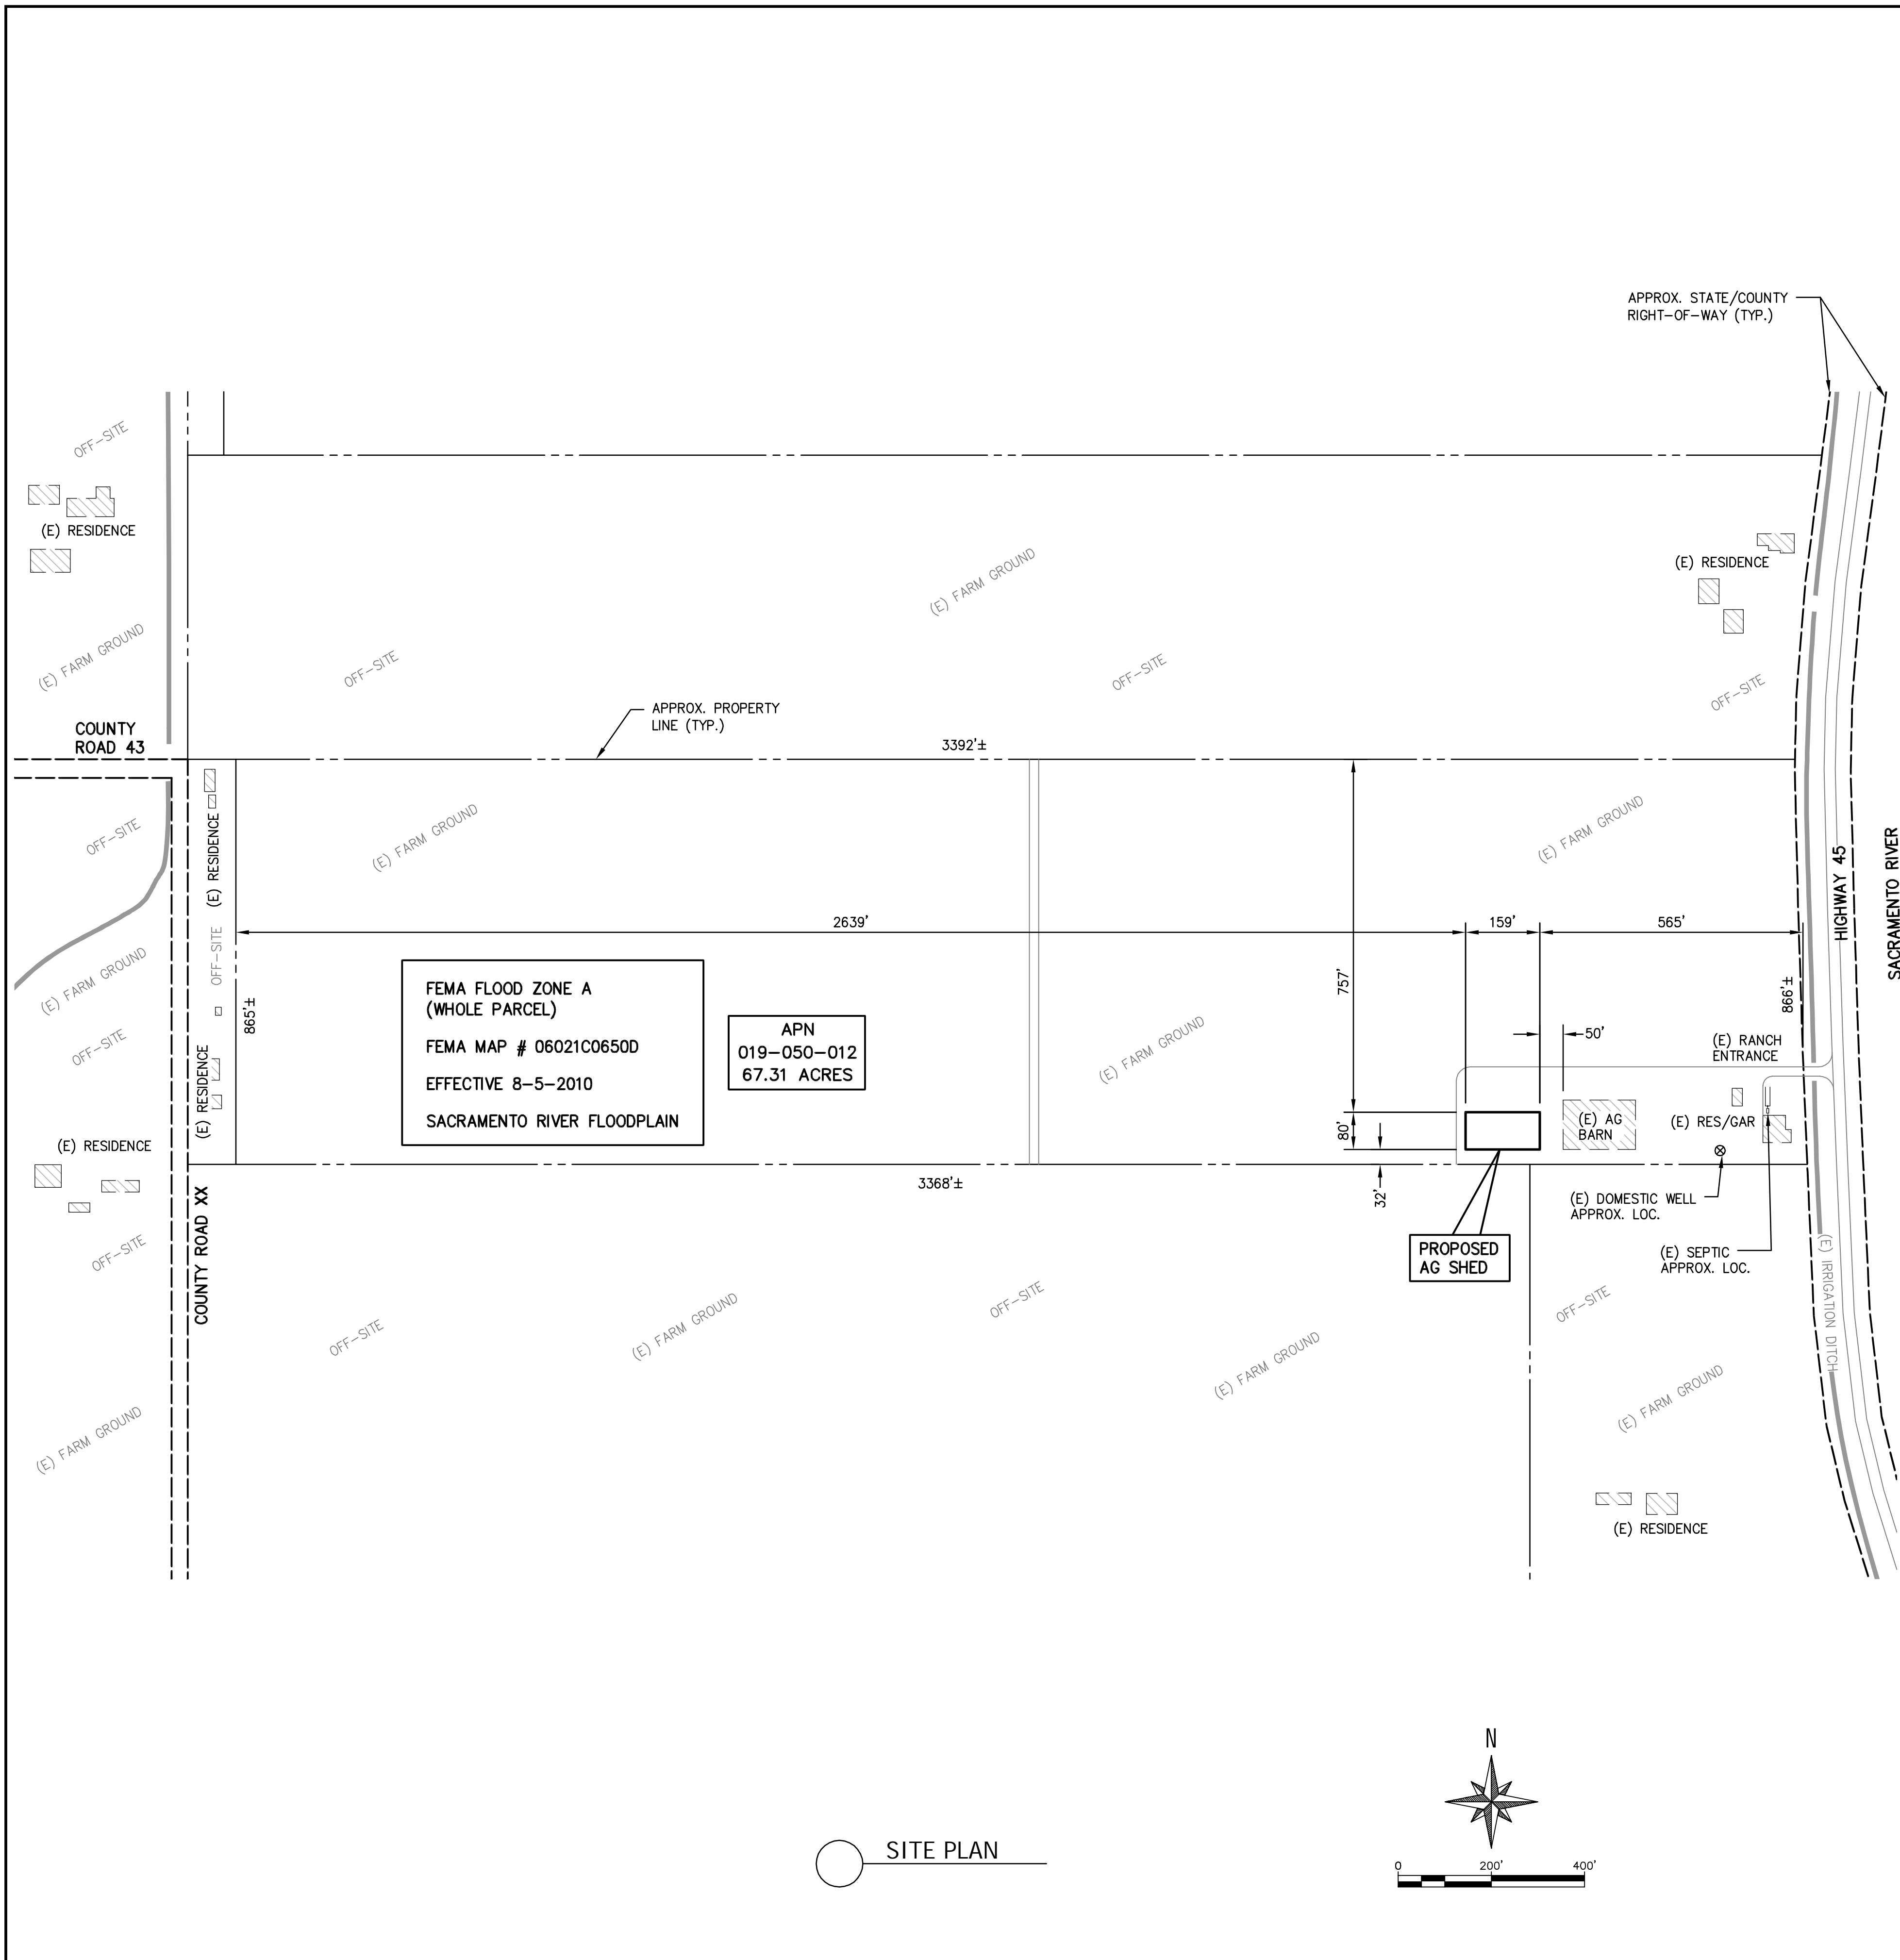 APPROX. STATE/COUNTY
RIGHT-OF-WAY (TYP.)
OFF-SITE
(E) RESIDENCE
(E) FARM GROUND
(E) RESIDENCE
(E) FARM GROUND
OFF-SITE
OFF-SITE
OFF-SITE
APPROX. PROPERTY
LINE (TYP.)
COUNTY
ROAD 43
3392'±
OFF-SITE
(E) RESIDENCE
(E) FARM GROUND
(E) FARM GROUND
HIGHWAY 45
SACRAMENTO RIVER
2639'
159'
565'
OFF-SITE
(E) FARM GROUND
757'
865'±
866'±
FEMA FLOOD ZONE A
(WHOLE PARCEL)
FEMA MAP # 06021C0650D
EFFECTIVE 8-5-2010
SACRAMENTO RIVER FLOODPLAIN
APN
019-050-012
67.31 ACRES
OFF-SITE
(E) FARM GROUND
50'
(E) RANCH
ENTRANCE
(E) RESIDENCE
80'
(E) AG
BARN
(E) RES/GAR
(E) RESIDENCE
3368'±
32'
(E) DOMESTIC WELL
APPROX. LOC.
COUNTY ROAD XX
OFF-SITE
PROPOSED
AG SHED
(E) SEPTIC
APPROX. LOC.
(E) IRRIGATION DITCH
OFF-SITE
(E) FARM GROUND
OFF-SITE
(E) FARM GROUND
OFF-SITE
(E) FARM GROUND
(E) FARM GROUND
(E) RESIDENCE
N
SITE PLAN
0 200' 400'